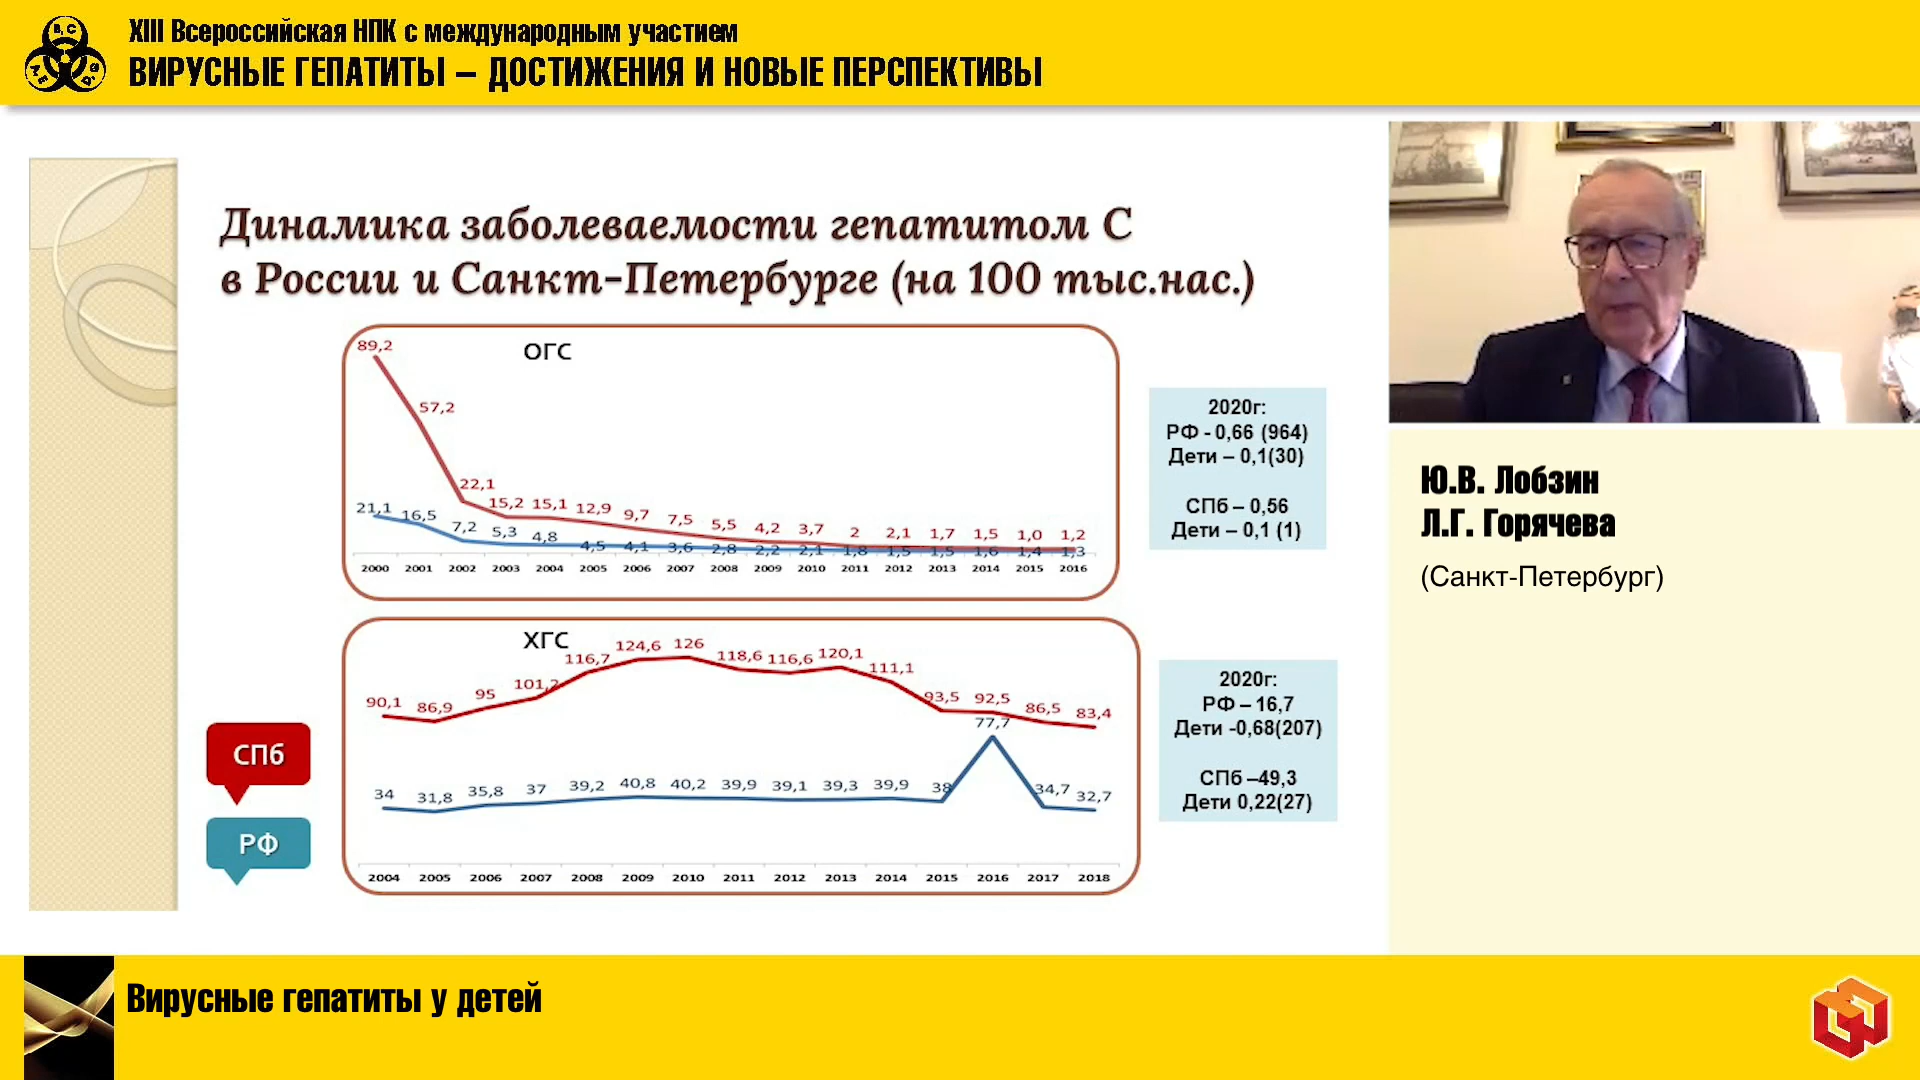 XIII Всероссийская НПК с международным участием
ВИРУСНЫЕ ГЕПАТИТЫ – ДОСТИЖЕНИЯ И НОВЫЕ ПЕРСПЕКТИВЫ
Динамика заболеваемости гепатитом С
в России и Санкт-Петербурге (на 100 тыс.нас.)
ОГС
89,2 57,2 22,1 15,2 15,1 12,9 9,7 7,5 5,5 4,2 3,7 2 2,1 1,7 1,5 1,0 1,2
21,1 16,5 7,2 5,3 4,8 4,5 4,1 3,6 2,8 2,2 2,1 1,8 1,5 1,5 1,6 1,4 1,3
2000 2001 2002 2003 2004 2005 2006 2007 2008 2009 2010 2011 2012 2013 2014 2015 2016
2020г:
РФ - 0,66 (964)
Дети – 0,1(30)
СПб – 0,56
Дети – 0,1 (1)
ХГС
90,1 86,9 95 101,2 116,7 124,6 126 118,6 116,6 120,1 111,1 93,5 92,5 86,5 83,4
34 31,8 35,8 37 39,2 40,8 40,2 39,9 39,1 39,3 39,9 38 77,7 34,7 32,7
2004 2005 2006 2007 2008 2009 2010 2011 2012 2013 2014 2015 2016 2017 2018
2020г:
РФ – 16,7
Дети -0,68(207)
СПб –49,3
Дети 0,22(27)
СПб
РФ
Ю.В. Лобзин
Л.Г. Горячева
(Санкт-Петербург)
Вирусные гепатиты у детей